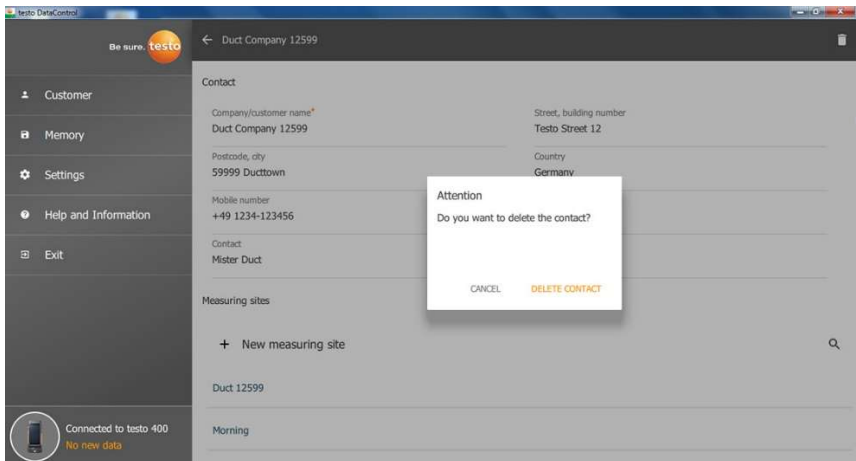 testo DataControl
Be sure. testo
Customer
Memory
Settings
Help and Information
Exit
Connected to testo 400
No new data
Duct Company 12599
Contact
Company/customer name*
Duct Company 12599
Street, building number
Testo Street 12
Postcode, city
59999 Ducttown
Country
Germany
Mobile number
+49 1234-123456
Contact
Mister Duct
Attention
Do you want to delete the contact?
CANCEL DELETE CONTACT
Measuring sites
+ New measuring site
Duct 12599
Morning